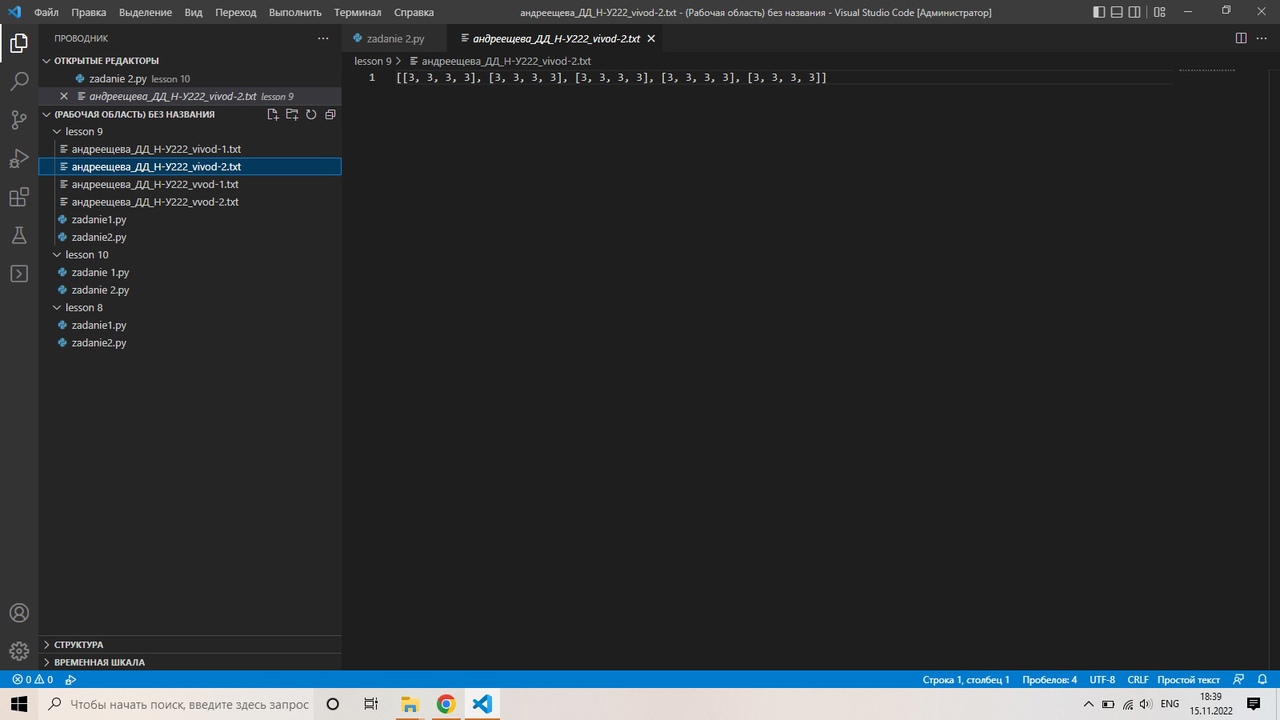 Файл Правка Выделение Вид Переход Выполнить Терминал Справка андреещева_ДД_Н-У222_vivod-2.txt - (Рабочая область) без названия - Visual Studio Code [Администратор]
ПРОВОДНИК
zadanie 2.py андреещева_ДД_Н-У222_vivod-2.txt
ОТКРЫТЫЕ РЕДАКТОРЫ
lesson 9 > андреещева_ДД_Н-У222_vivod-2.txt
zadanie 2.py lesson 10
1 [[3, 3, 3, 3], [3, 3, 3, 3], [3, 3, 3, 3], [3, 3, 3, 3], [3, 3, 3, 3]]
андреещева_ДД_Н-У222_vivod-2.txt lesson 9
(РАБОЧАЯ ОБЛАСТЬ) БЕЗ НАЗВАНИЯ
lesson 9
андреещева_ДД_Н-У222_vivod-1.txt
андреещева_ДД_Н-У222_vivod-2.txt
андреещева_ДД_Н-У222_vvod-1.txt
андреещева_ДД_Н-У222_vvod-2.txt
zadanie1.py
zadanie2.py
lesson 10
zadanie 1.py
zadanie 2.py
lesson 8
zadanie1.py
zadanie2.py
СТРУКТУРА
ВРЕМЕННАЯ ШКАЛА
0 0 Строка 1, столбец 1 Пробелов: 4 UTF-8 CRLF Простой текст
Чтобы начать поиск, введите здесь запрос ENG 18:39
15.11.2022